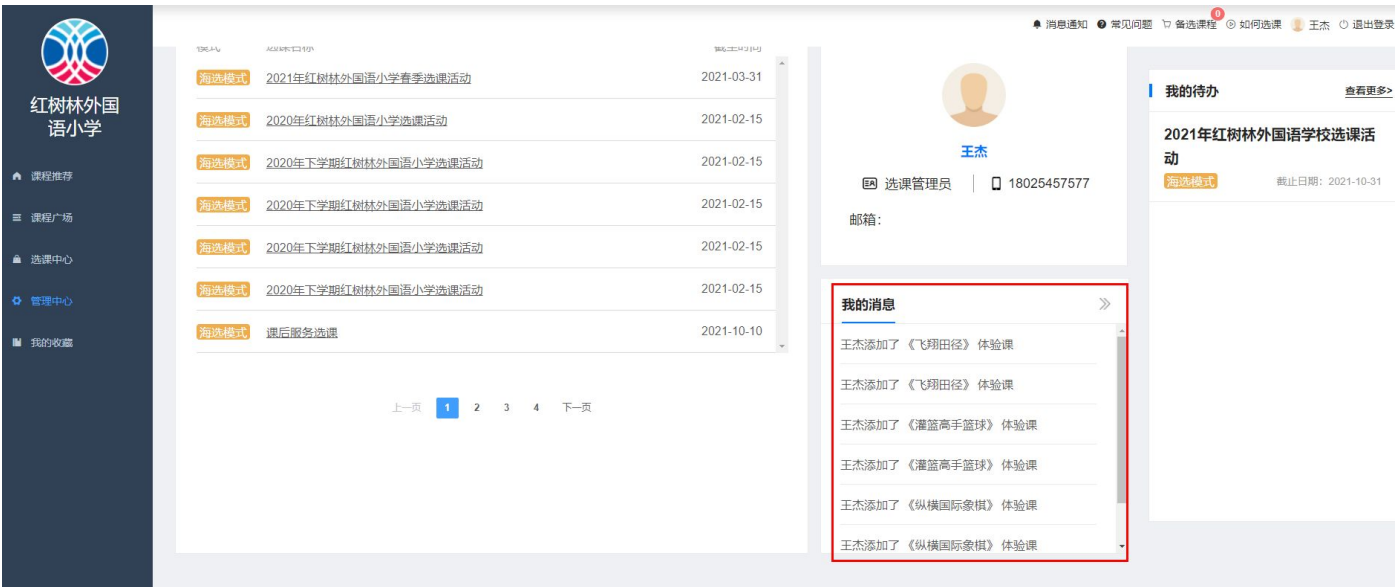 消息通知 常见问题 备选课程 0 如何选课 王杰 退出登录
红树林外国
语小学
课程推荐
课程广场
选课中心
管理中心
我的收藏
模式 选课名称 截至时间
海选模式 2021年红树林外国语小学春季选课活动 2021-03-31
海选模式 2020年红树林外国语小学选课活动 2021-02-15
海选模式 2020年下学期红树林外国语小学选课活动 2021-02-15
海选模式 2020年下学期红树林外国语小学选课活动 2021-02-15
海选模式 2020年下学期红树林外国语小学选课活动 2021-02-15
海选模式 2020年下学期红树林外国语小学选课活动 2021-02-15
海选模式 课后服务选课 2021-10-10
上一页 1 2 3 4 下一页
王杰
选课管理员 18025457577
邮箱:
我的消息
王杰添加了 《飞翔田径》 体验课
王杰添加了 《飞翔田径》 体验课
王杰添加了 《灌篮高手篮球》 体验课
王杰添加了 《灌篮高手篮球》 体验课
王杰添加了 《纵横国际象棋》 体验课
王杰添加了 《纵横国际象棋》 体验课
我的待办 查看更多>
2021年红树林外国语学校选课活
动
海选模式 截止日期: 2021-10-31